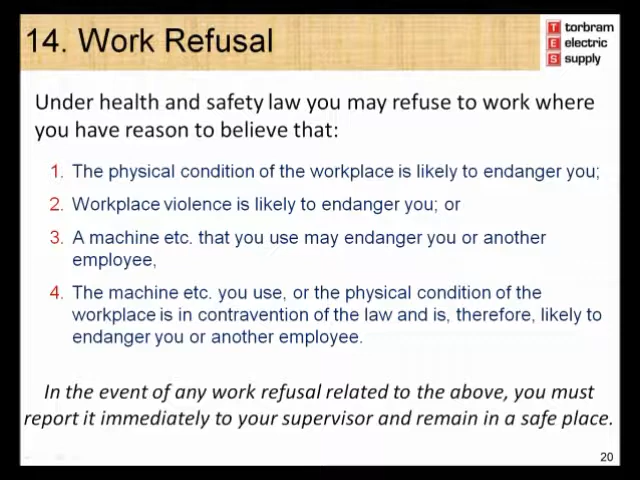 14. Work Refusal
T torbram
E electric
S supply
Under health and safety law you may refuse to work where
you have reason to believe that:
1. The physical condition of the workplace is likely to endanger you;
2. Workplace violence is likely to endanger you; or
3. A machine etc. that you use may endanger you or another
employee,
4. The machine etc. you use, or the physical condition of the
workplace is in contravention of the law and is, therefore, likely to
endanger you or another employee.
In the event of any work refusal related to the above, you must
report it immediately to your supervisor and remain in a safe place.
20